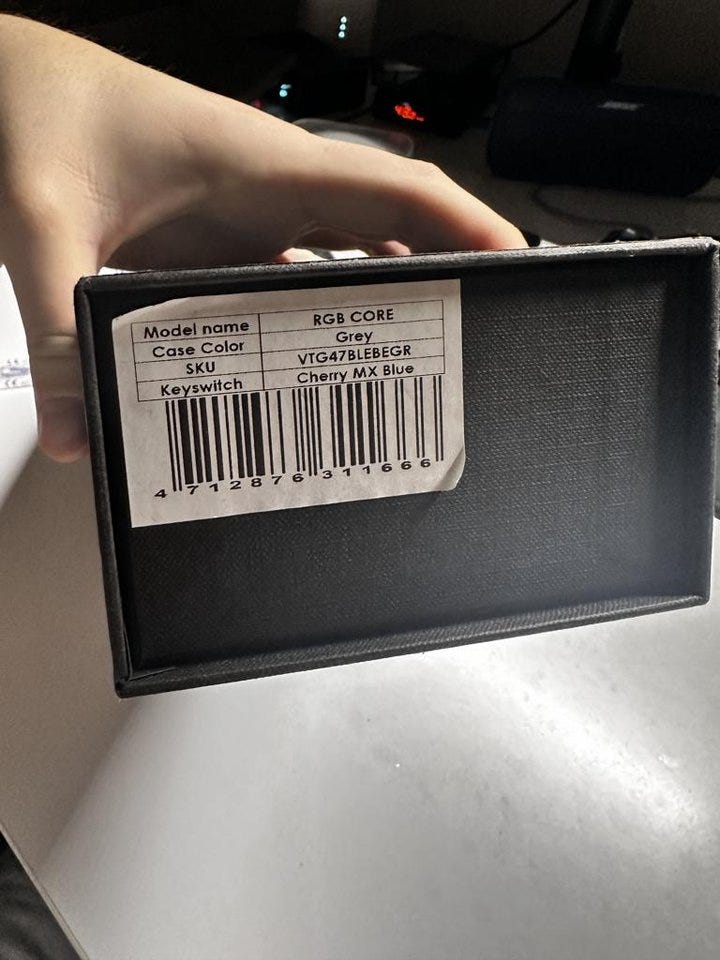 Model name RGB CORE
Case Color Grey
SKU VTG47BLEBEGR
Keyswitch Cherry MX Blue
4 712876 311666